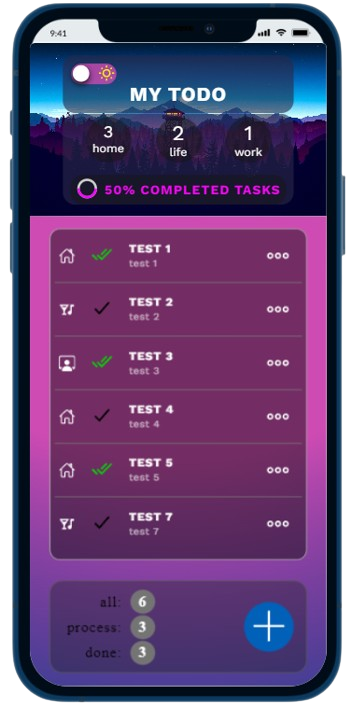 9:41
MY TODO
3 2 1
home life work
50% COMPLETED TASKS
TEST 1
test 1
TEST 2
test 2
TEST 3
test 3
TEST 4
test 4
TEST 5
test 5
TEST 7
test 7
all: 6
process: 3
done: 3